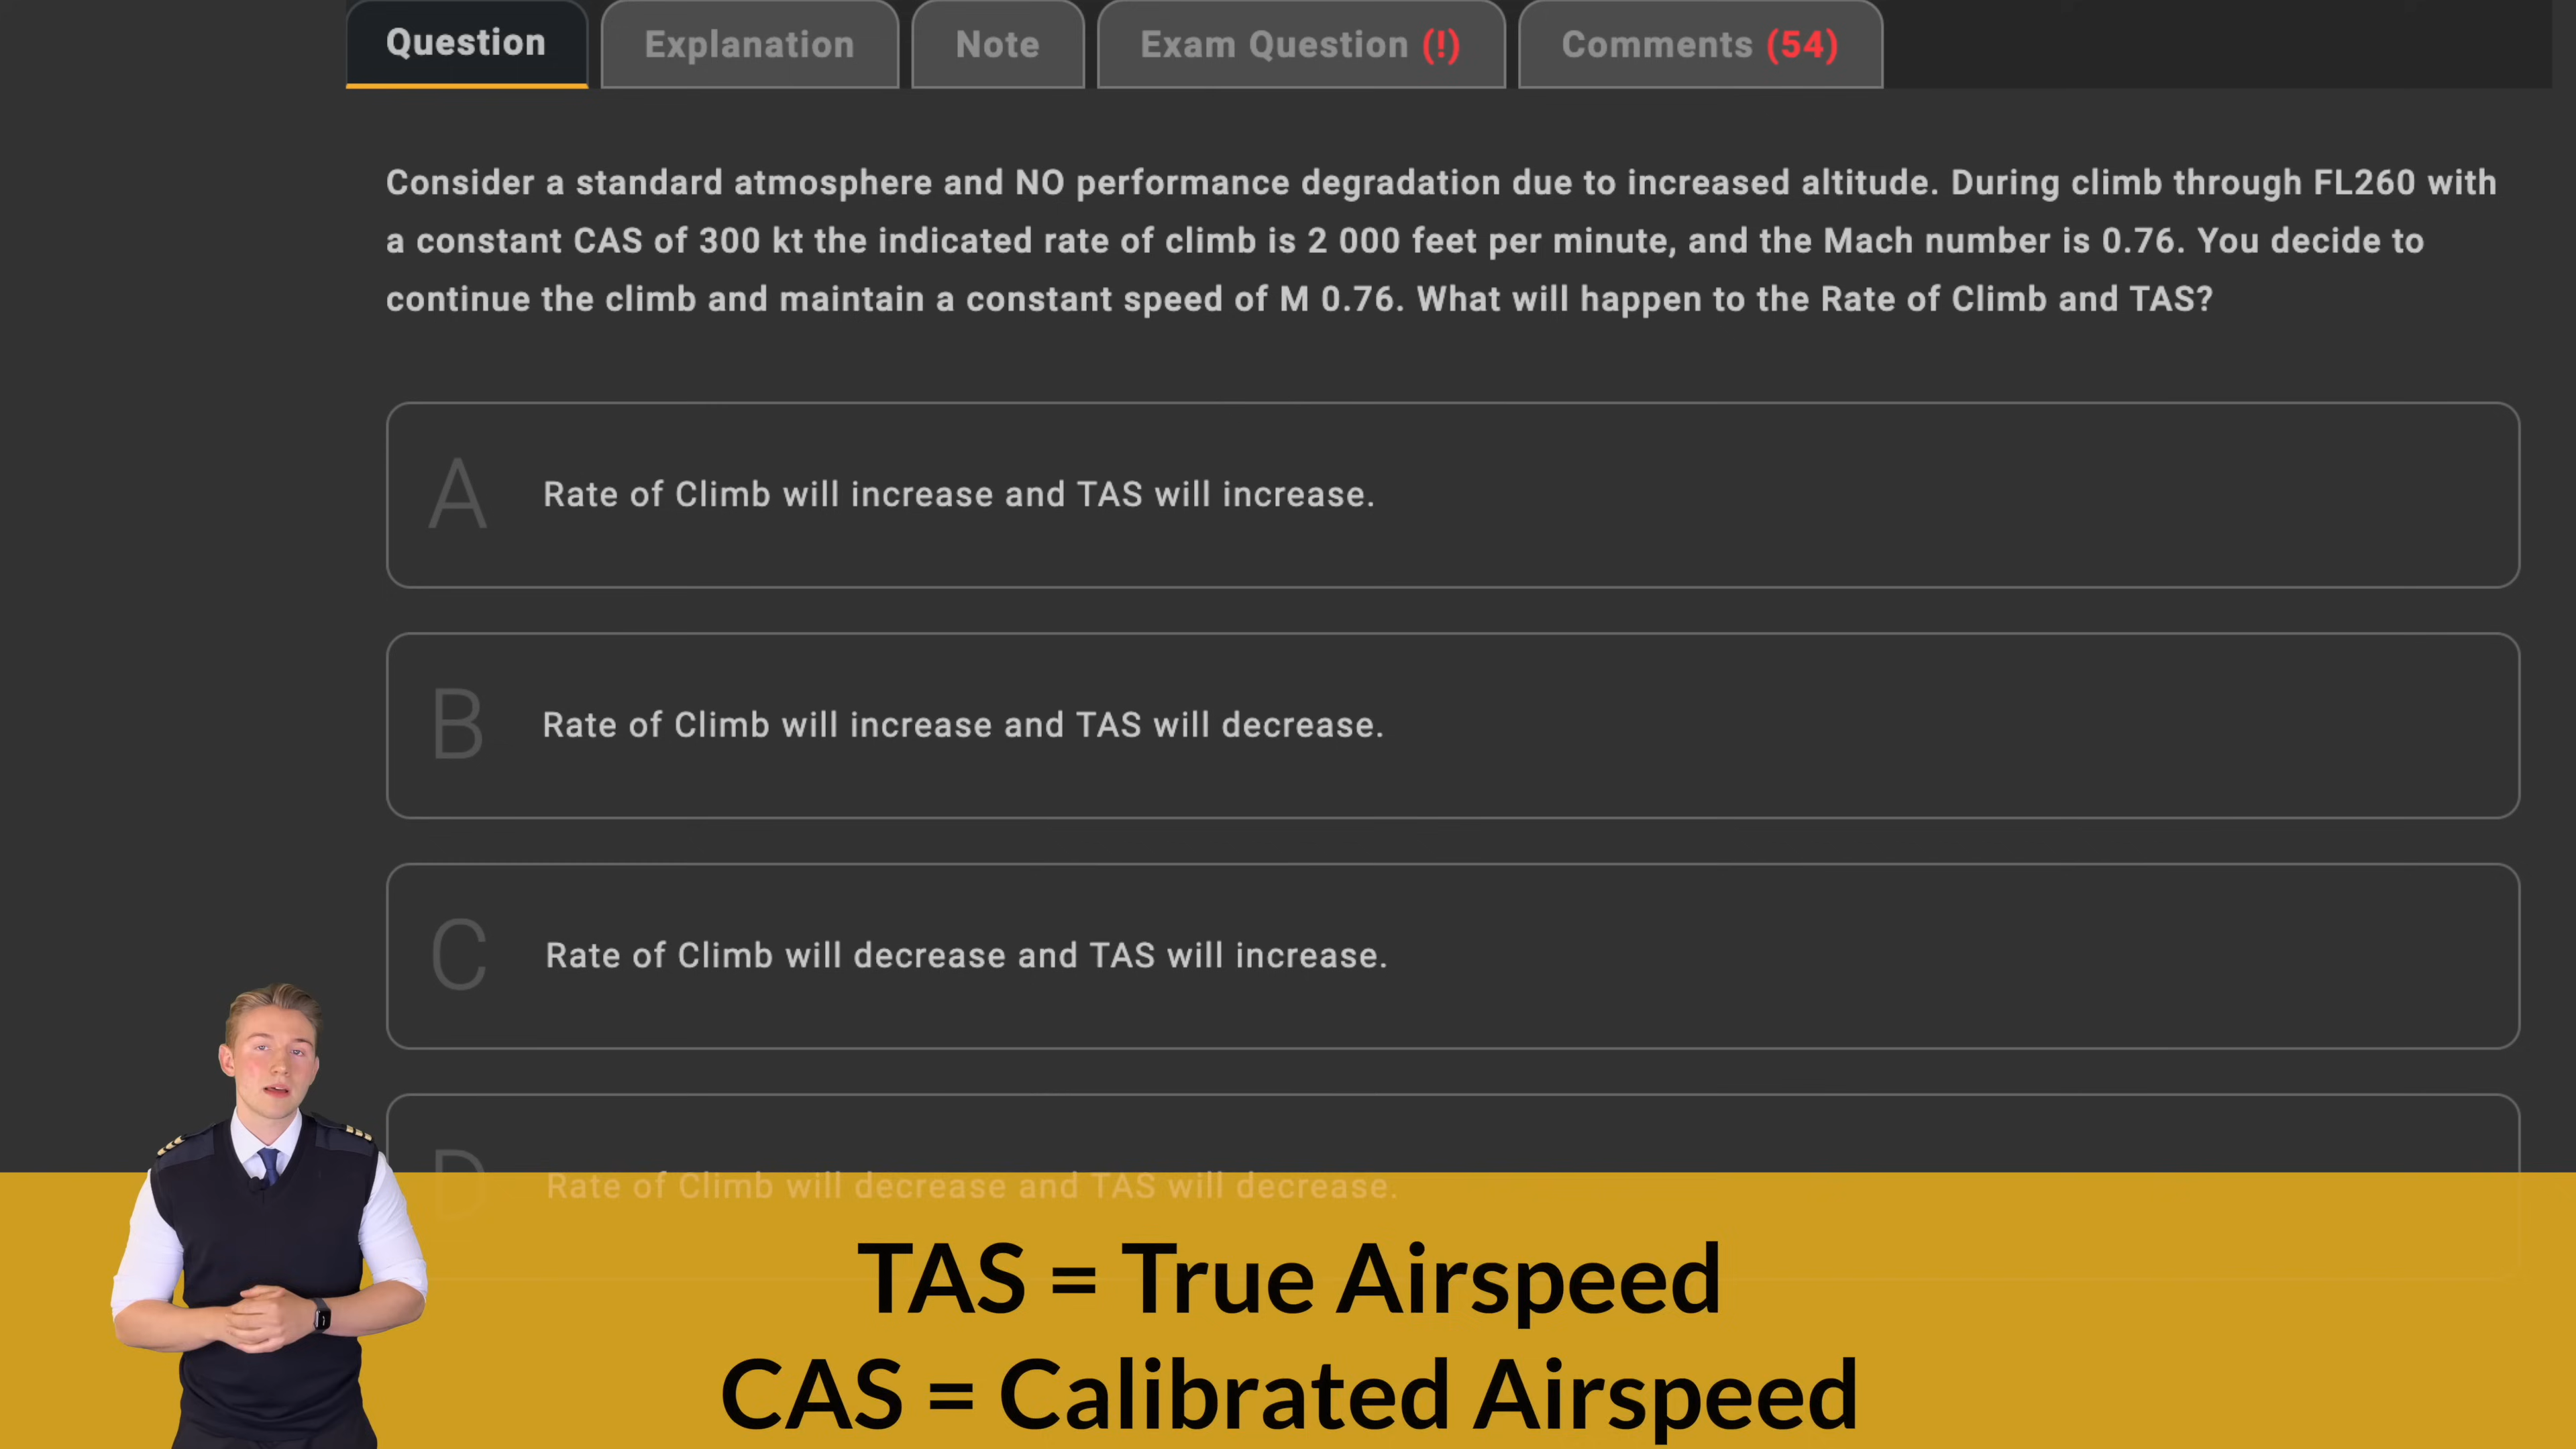 Question
Explanation
Note
Exam Question (!)
Comments (54)
Consider a standard atmosphere and NO performance degradation due to increased altitude. During climb through FL260 with
a constant CAS of 300 kt the indicated rate of climb is 2 000 feet per minute, and the Mach number is 0.76. You decide to
continue the climb and maintain a constant speed of M 0.76. What will happen to the Rate of Climb and TAS?
A Rate of Climb will increase and TAS will increase.
B Rate of Climb will increase and TAS will decrease.
C Rate of Climb will decrease and TAS will increase.
D Rate of Climb will decrease and TAS will decrease.
TAS = True Airspeed
CAS = Calibrated Airspeed